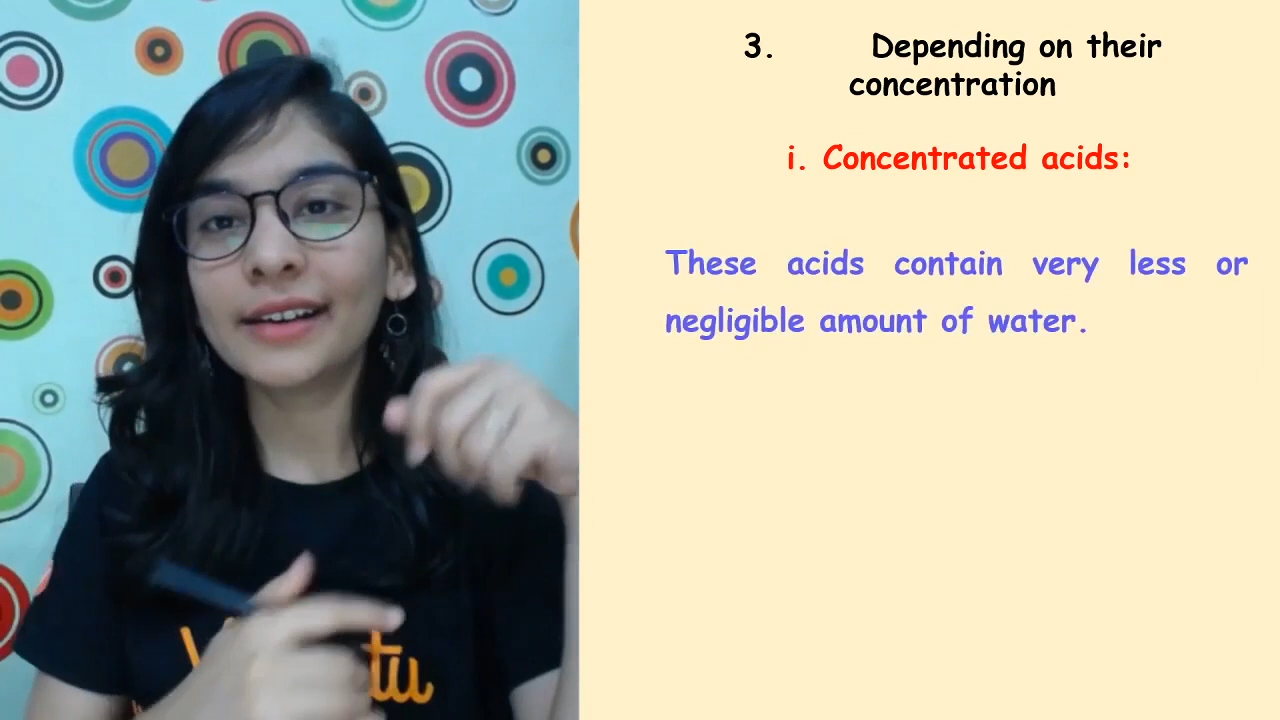 3. Depending on their
concentration
i. Concentrated acids:
These acids contain very less or
negligible amount of water.